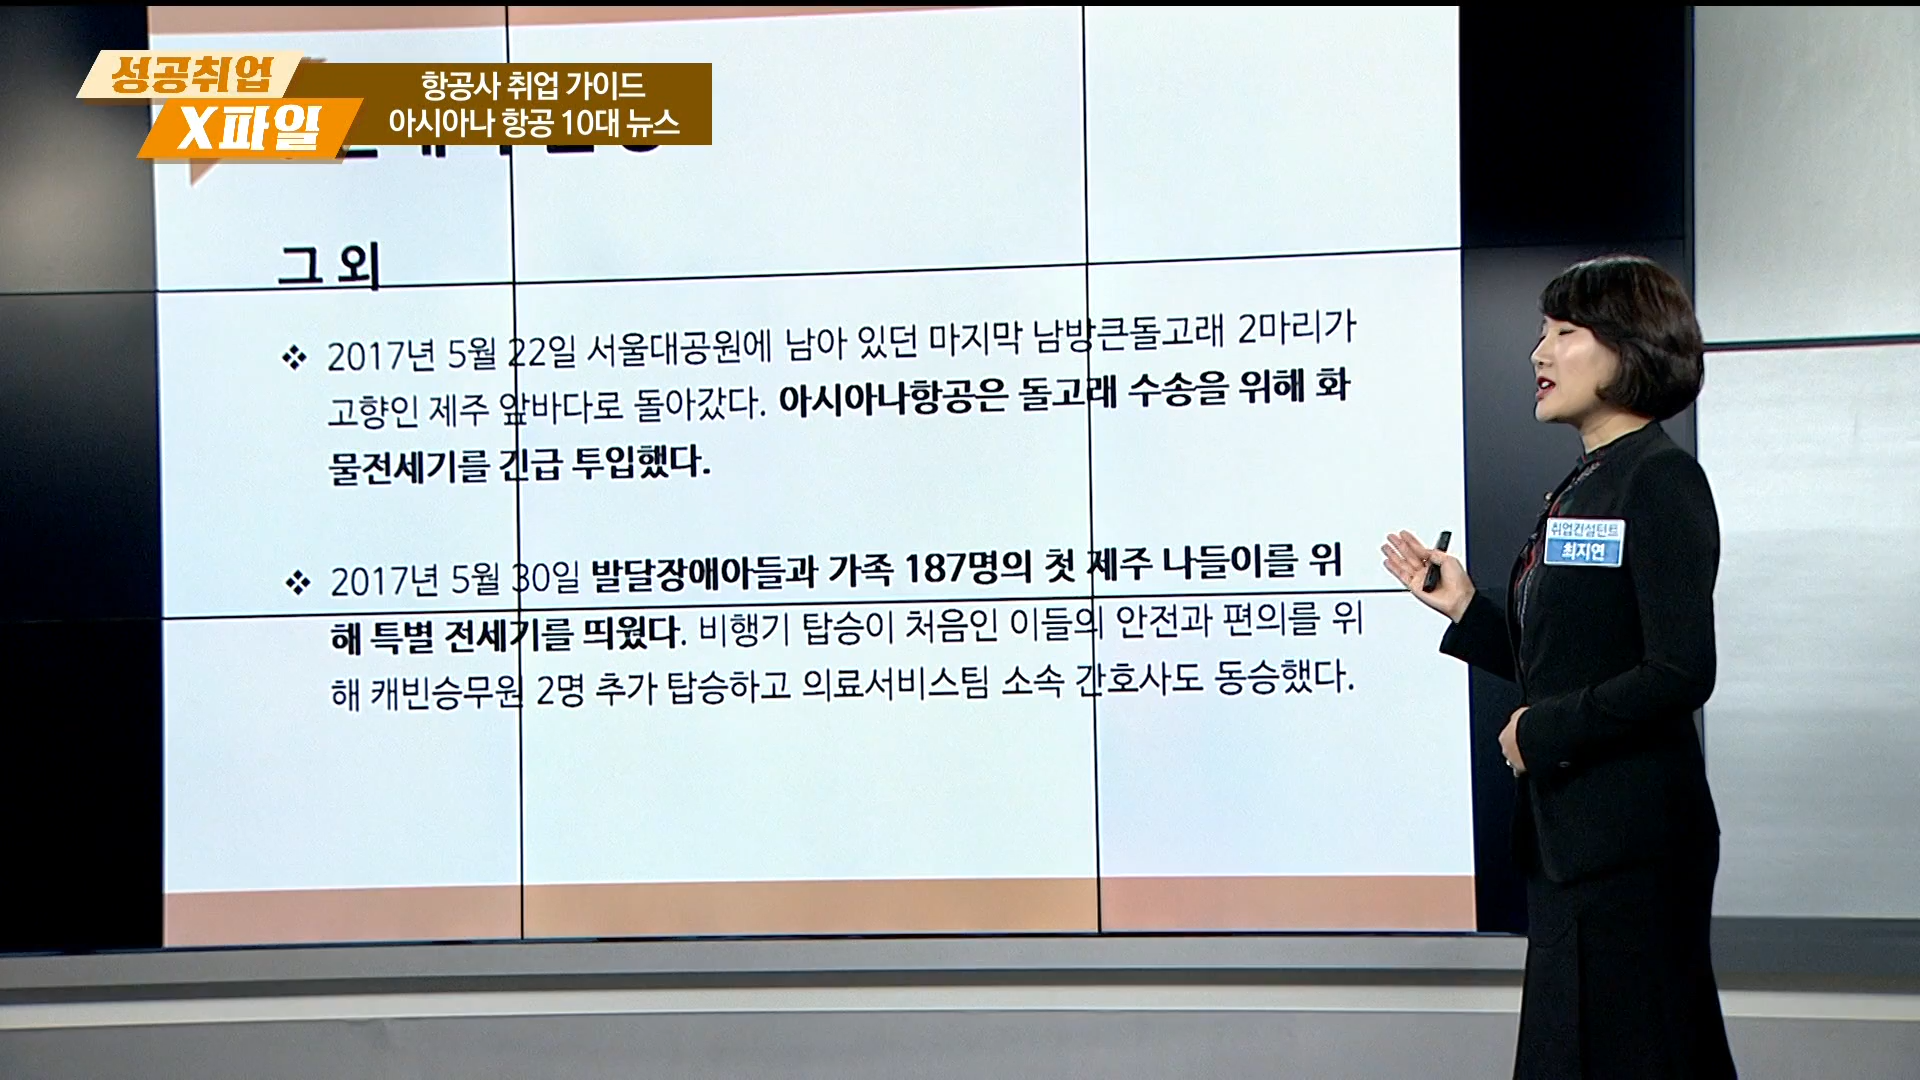 성공취업
X파일
항공사 취업 가이드
아시아나 항공 10대 뉴스
그 외
❖ 2017년 5월 22일 서울대공원에 남아 있던 마지막 남방큰돌고래 2마리가
고향인 제주 앞바다로 돌아갔다. 아시아나항공은 돌고래 수송을 위해 화
물전세기를 긴급 투입했다.
❖ 2017년 5월 30일 발달장애아들과 가족 187명의 첫 제주 나들이를 위
해 특별 전세기를 띄웠다. 비행기 탑승이 처음인 이들의 안전과 편의를 위
해 캐빈승무원 2명 추가 탑승하고 의료서비스팀 소속 간호사도 동승했다.
취업컨설턴트
최지연